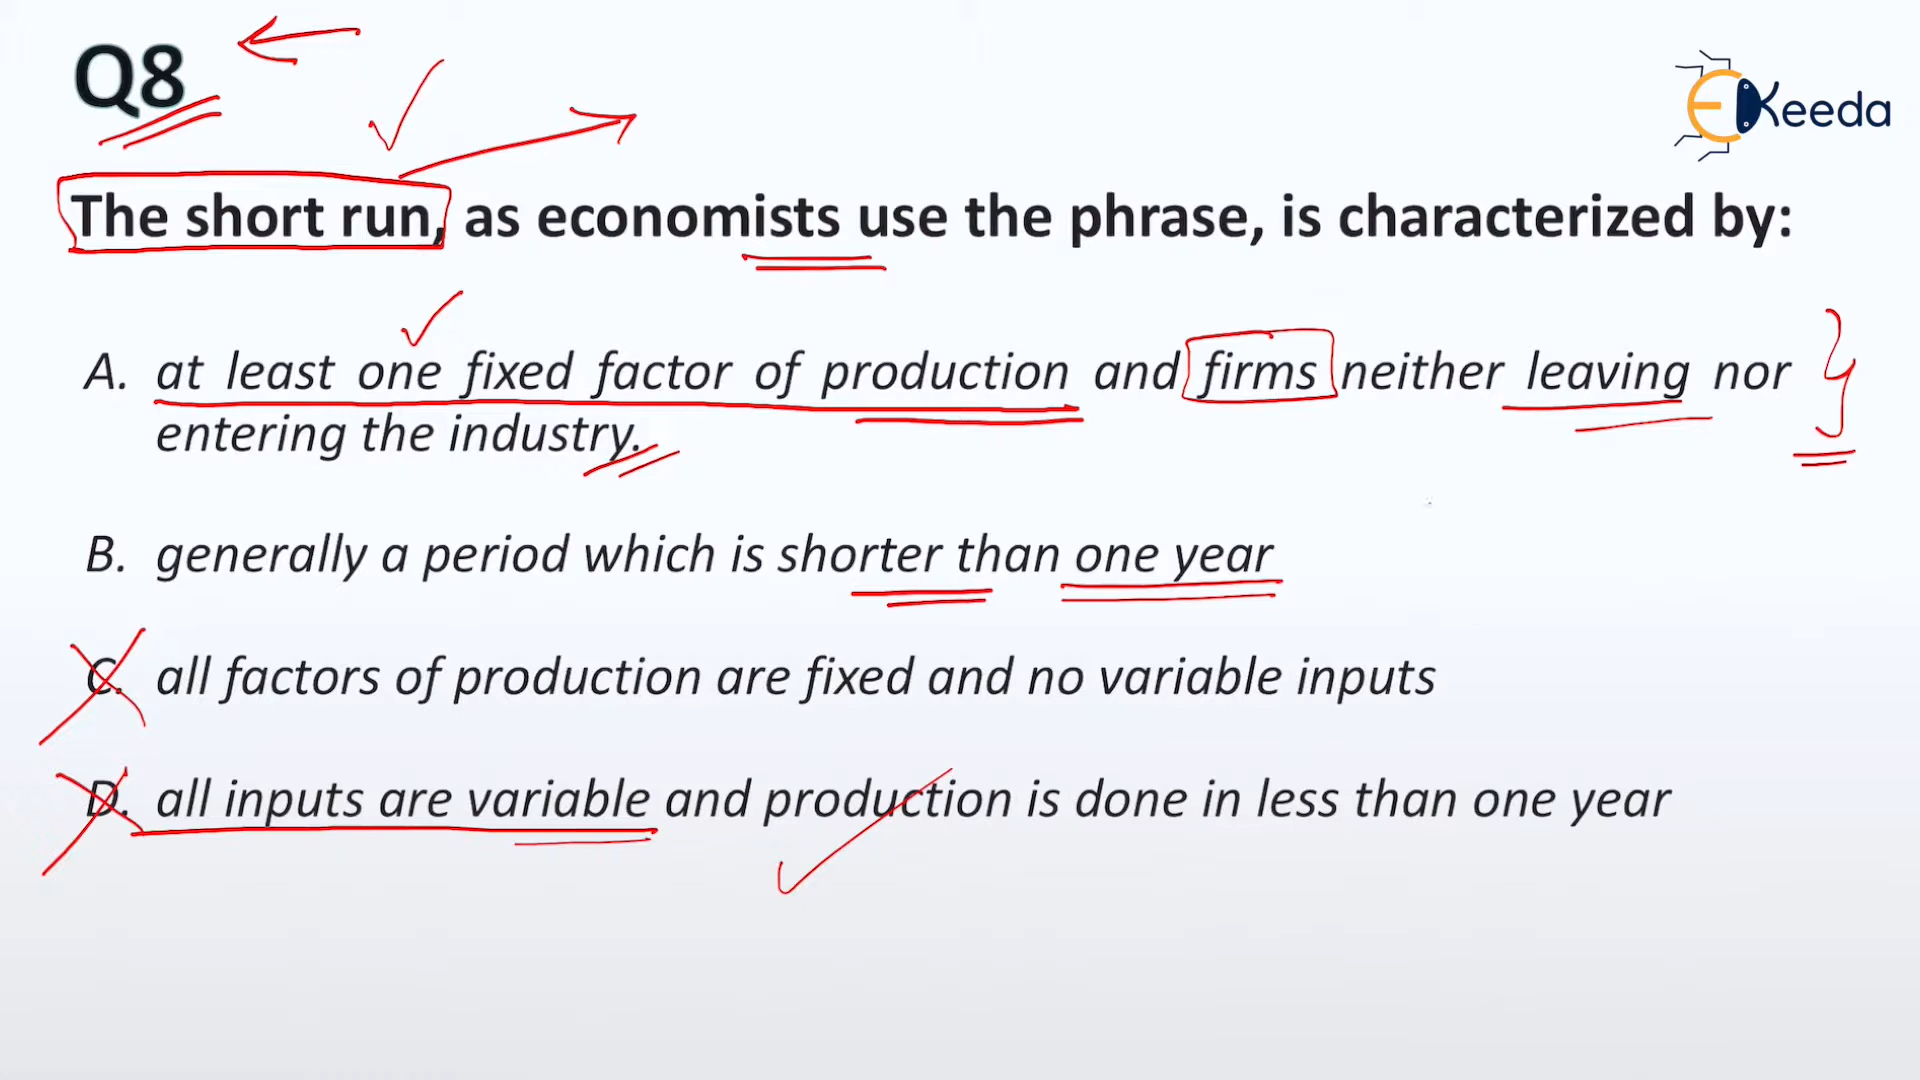 Q8
EKeeda
The short run, as economists use the phrase, is characterized by:
A. at least one fixed factor of production and firms neither leaving nor
entering the industry.
B. generally a period which is shorter than one year
C. all factors of production are fixed and no variable inputs
D. all inputs are variable and production is done in less than one year